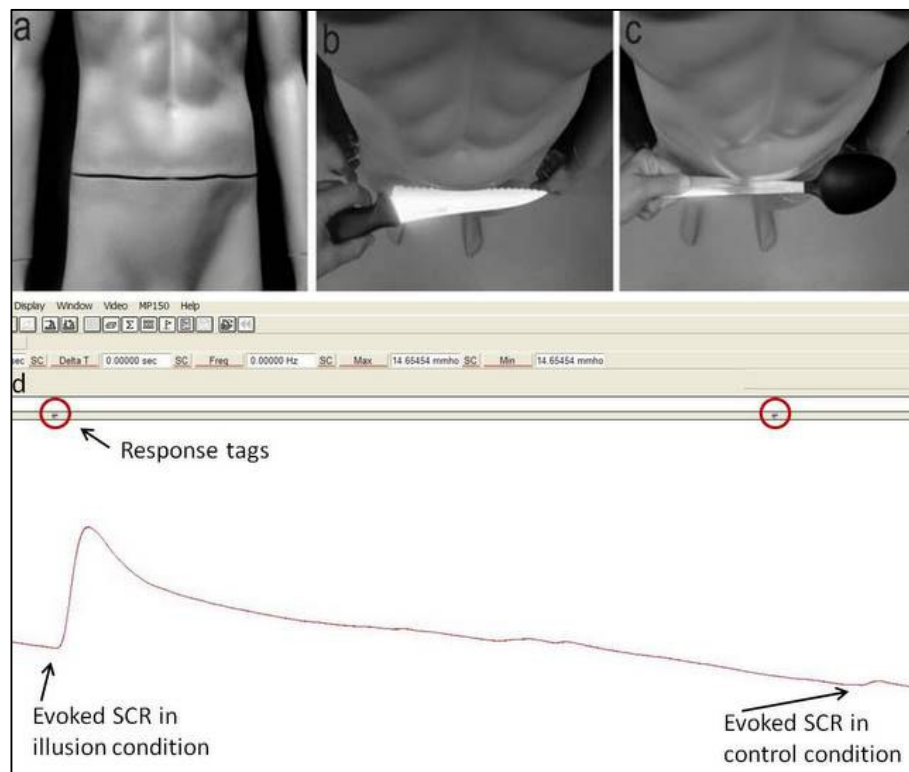 a
b
c
Display Window Video MP150 Help
sec SC Delta T 0.00000 sec SC Freq 0.00000 Hz SC Max 14.65454 mmho SC Min 14.65454 mmho
d
Response tags
Evoked SCR in
illusion condition
Evoked SCR in
control condition